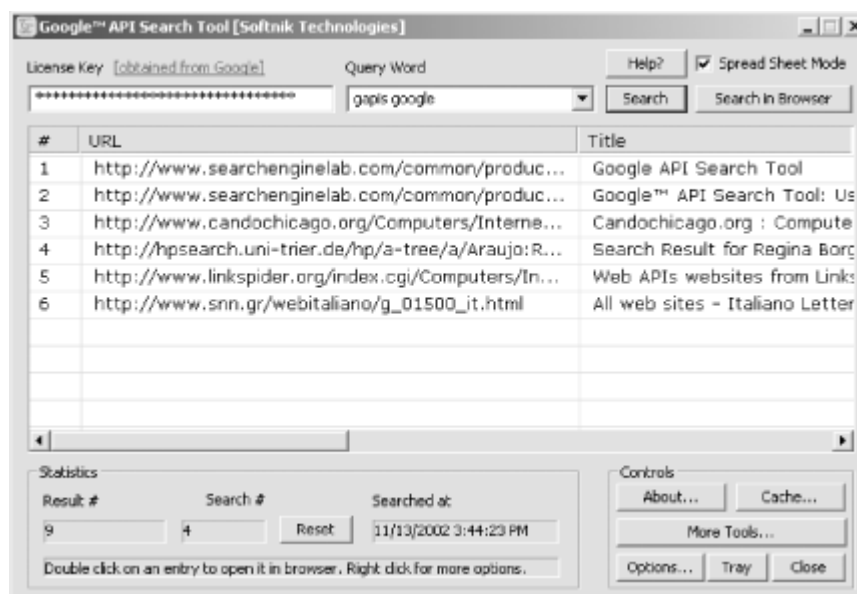 Google™ API Search Tool [Softnik Technologies]
License Key [obtained from Google] Query Word Help? Spread Sheet Mode
******************************** gapis google Search Search in Browser
# URL Title
1 http://www.searchenginelab.com/common/produc... Google API Search Tool
2 http://www.searchenginelab.com/common/produc... Google™ API Search Tool: Us
3 http://www.candochicago.org/Computers/Interne... Candochicago.org : Compute
4 http://hpsearch.uni-trier.de/hp/a-tree/a/Araujo:R... Search Result for Regina Borg
5 http://www.linkspider.org/index.cgi/Computers/In... Web APIs websites from Links
6 http://www.snn.gr/webitaliano/g_01500_it.html All web sites - Italiano Letter
Statistics Controls
Result # Search # Searched at About... Cache...
9 4 Reset 11/13/2002 3:44:23 PM More Tools...
Double click on an entry to open it in browser. Right click for more options. Options... Tray Close